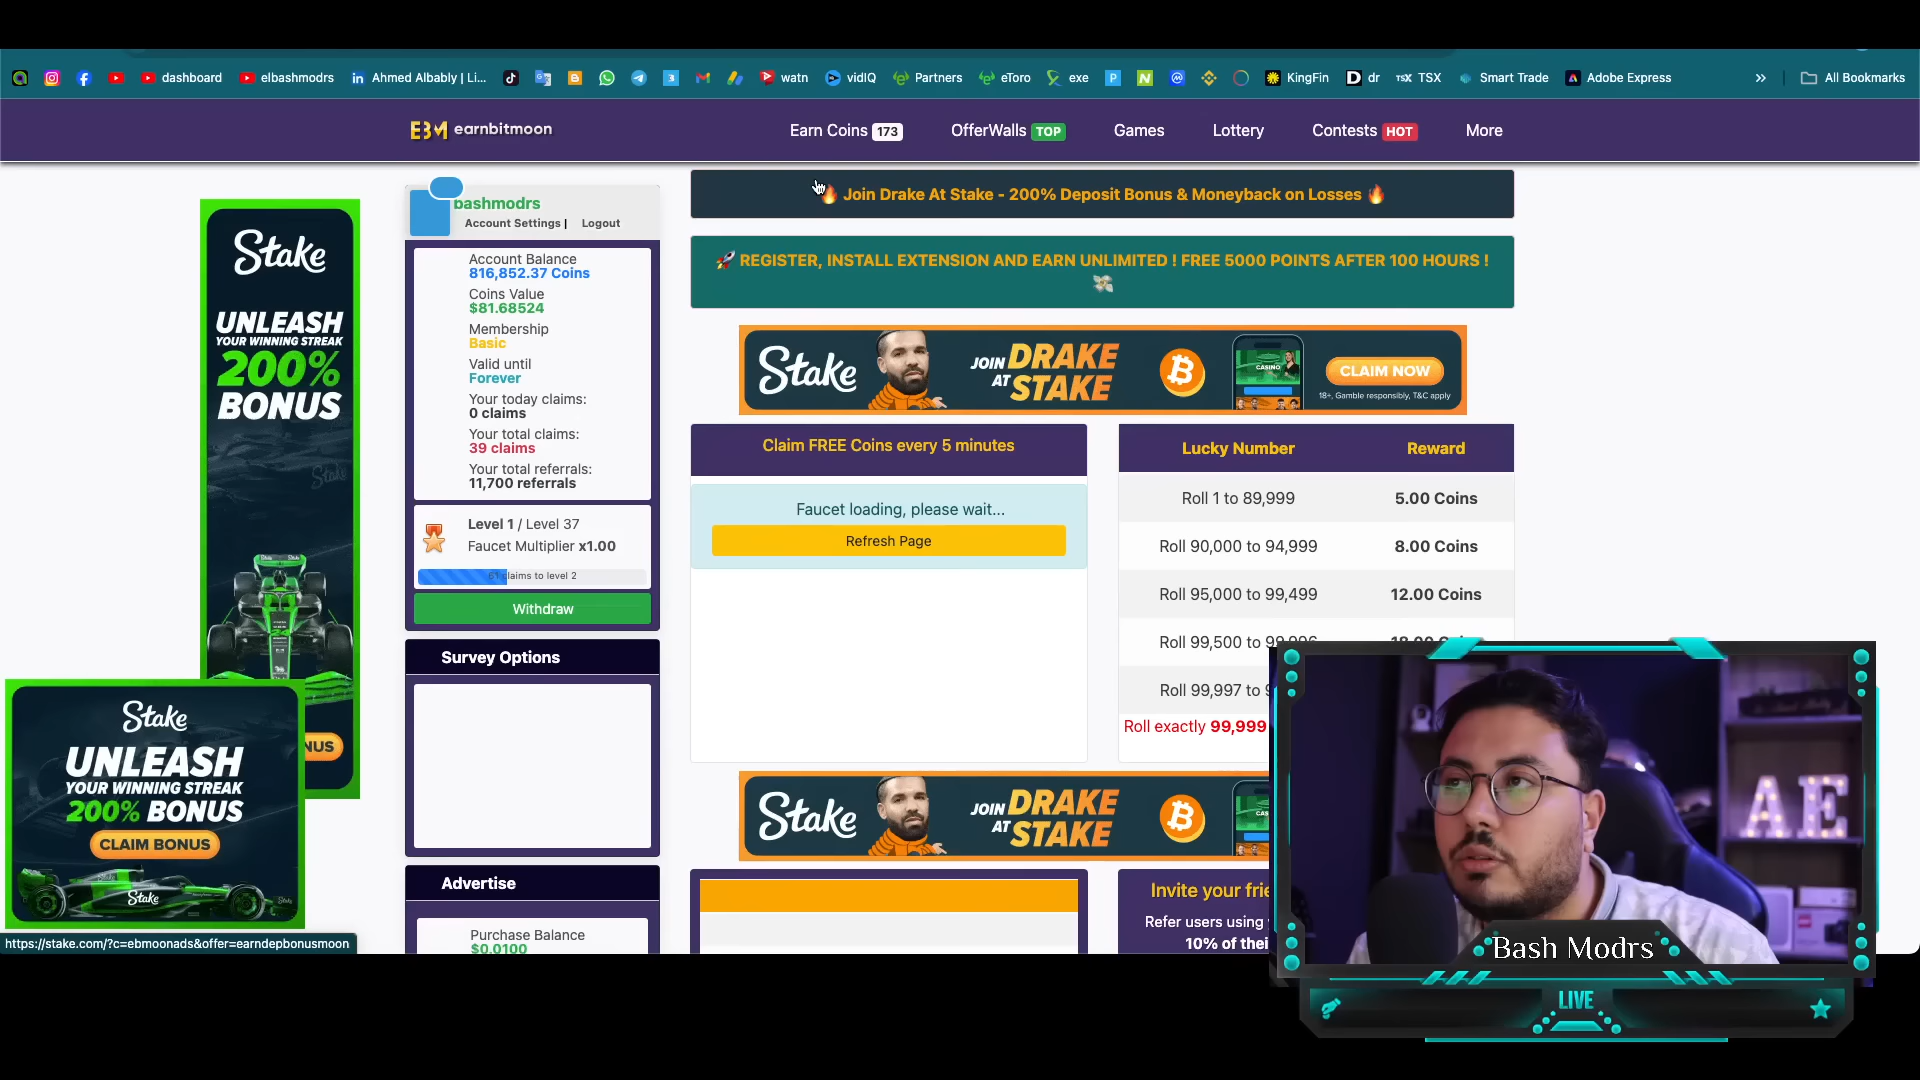 dashboard
elbashmodrs
Ahmed Albably | Li...
watn
vidIQ
Partners
eToro
exe
KingFin
dr
TSX
TSX
Smart Trade
Adobe Express
All Bookmarks
EBM earnbitmoon
Earn Coins 173
OfferWalls TOP
Games
Lottery
Contests HOT
More
bashmodrs
Account Settings |
Logout
Account Balance
816,852.37 Coins
Coins Value
$81.68524
Membership
Basic
Valid until
Forever
Your today claims:
0 claims
Your total claims:
39 claims
Your total referrals:
11,700 referrals
Level 1 / Level 37
Faucet Multiplier x1.00
61 claims to level 2
Withdraw
Survey Options
Advertise
Purchase Balance
$0.0100
🔥 Join Drake At Stake - 200% Deposit Bonus & Moneyback on Losses 🔥
🚀 REGISTER, INSTALL EXTENSION AND EARN UNLIMITED ! FREE 5000 POINTS AFTER 100 HOURS !
💸
Stake
JOIN DRAKE
AT STAKE
CASINO
CLAIM NOW
18+, Gamble responsibly, T&C apply
Claim FREE Coins every 5 minutes
Faucet loading, please wait...
Refresh Page
Lucky Number Reward
Roll 1 to 89,999 5.00 Coins
Roll 90,000 to 94,999 8.00 Coins
Roll 95,000 to 99,499 12.00 Coins
Roll 99,500 to
Roll 99,997 to
Roll exactly 99,999
Stake
JOIN DRAKE
AT STAKE
Invite your
Refer users using
10% of
Stake
UNLEASH
YOUR WINNING STREAK
200%
BONUS
Stake
UNLEASH
YOUR WINNING STREAK
200% BONUS
CLAIM BONUS
Stake
https://stake.com/?c=ebmoonads&offer=earndepbonusmoon
AE
Bash Modrs
LIVE